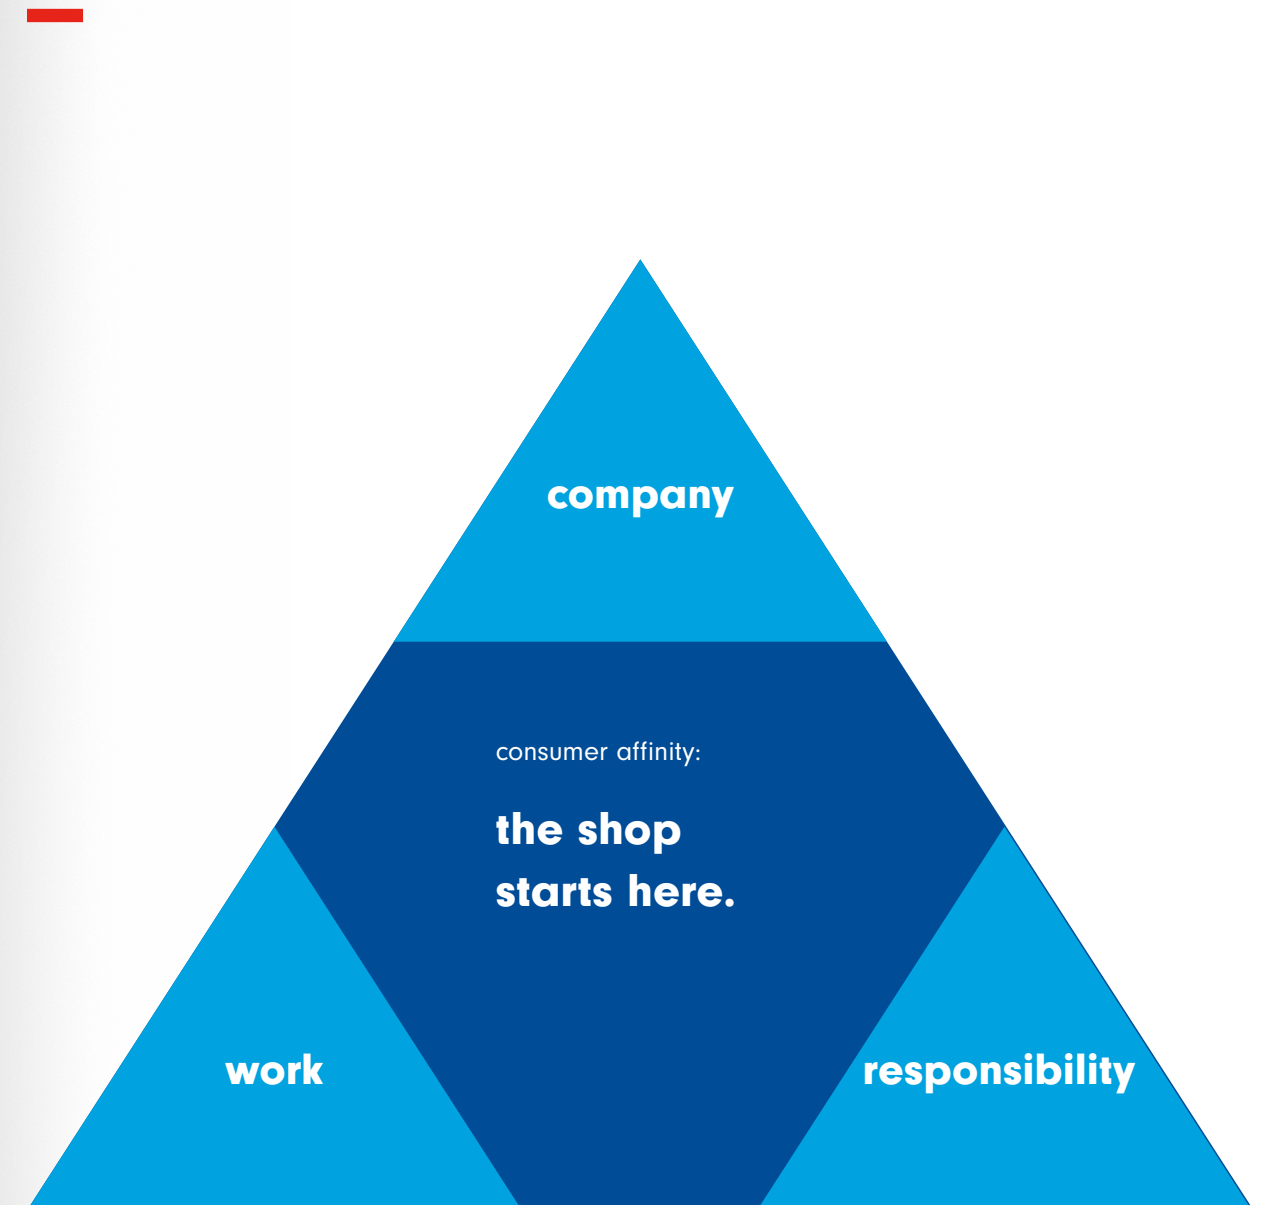 company
consumer affinity:
the shop
starts here.
work
responsibility